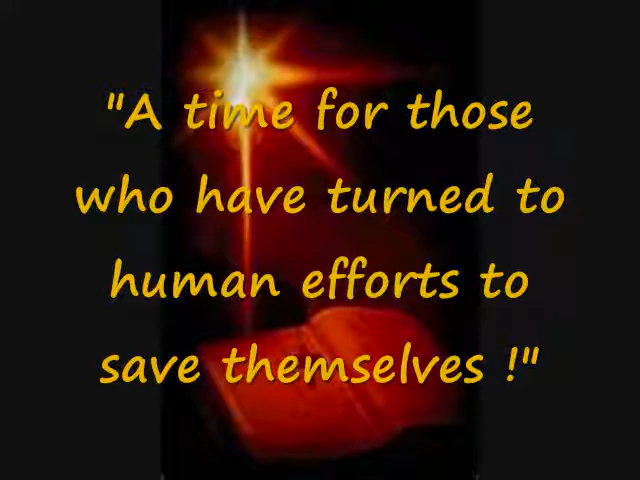 "A time for those
who have turned to
human efforts to
save themselves !"